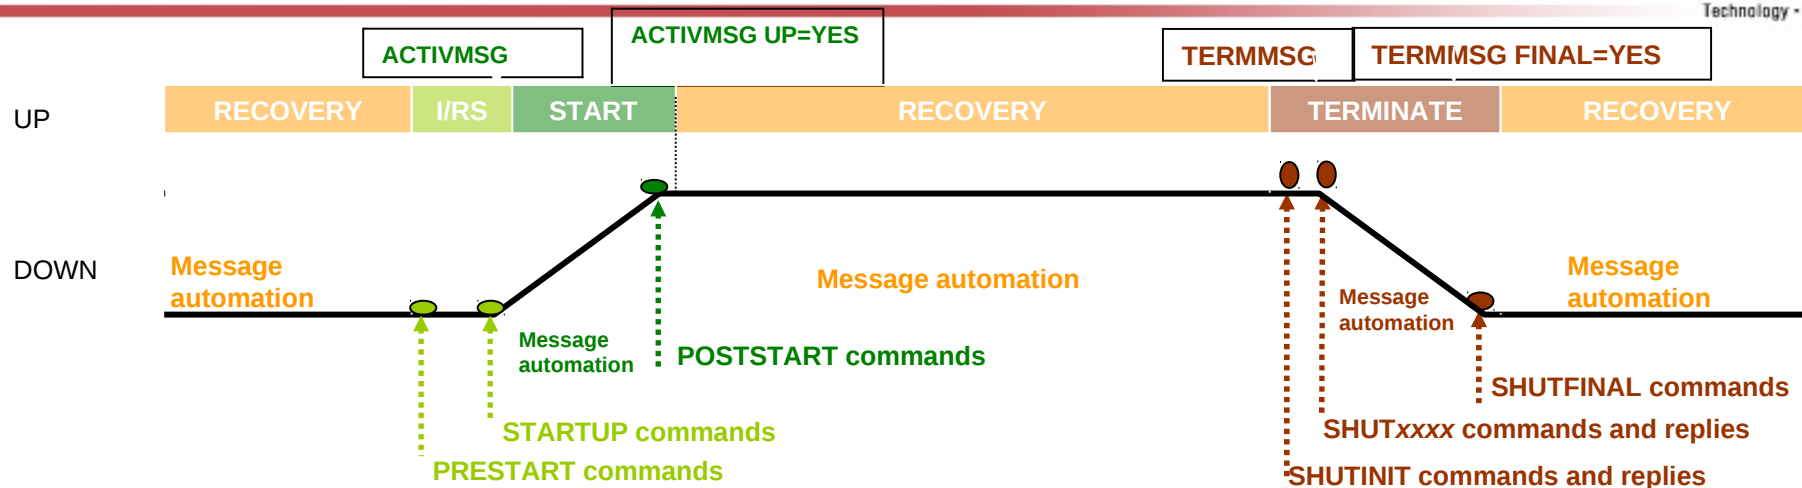 Technology -
ACTIVMSG
ACTIVMSG UP=YES
TERMMSG
TERMMSG FINAL=YES
UP
RECOVERY
I/RS
START
RECOVERY
TERMINATE
RECOVERY
DOWN
Message
automation
Message automation
Message
automation
Message
automation
Message
automation
POSTSTART commands
SHUTFINAL commands
STARTUP commands
SHUTxxxx commands and replies
PRESTART commands
SHUTINIT commands and replies